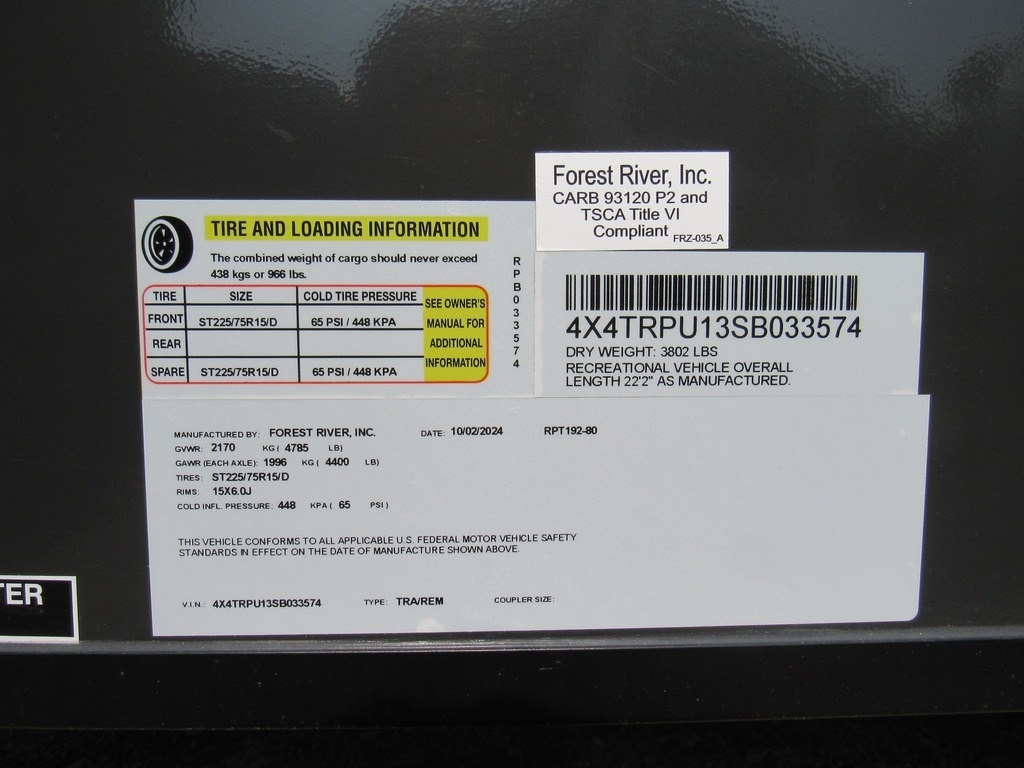 Forest River, Inc.
CARB 93120 P2 and
TSCA Title VI
Compliant FRZ-035_A
TIRE AND LOADING INFORMATION
The combined weight of cargo should never exceed
438 kgs or 966 lbs.
TIRE SIZE COLD TIRE PRESSURE
FRONT ST225/75R15/D 65 PSI / 448 KPA
REAR
SPARE ST225/75R15/D 65 PSI / 448 KPA
SEE OWNER'S
MANUAL FOR
ADDITIONAL
INFORMATION
RPB033574
4X4TRPU13SB033574
DRY WEIGHT: 3802 LBS
RECREATIONAL VEHICLE OVERALL
LENGTH 22'2" AS MANUFACTURED.
MANUFACTURED BY: FOREST RIVER, INC. DATE: 10/02/2024 RPT192-80
GVWR: 2170 KG ( 4785 LB)
GAWR (EACH AXLE): 1996 KG ( 4400 LB)
TIRES: ST225/75R15/D
RIMS: 15X6.0J
COLD INFL. PRESSURE: 448 KPA ( 65 PSI )
THIS VEHICLE CONFORMS TO ALL APPLICABLE U.S. FEDERAL MOTOR VEHICLE SAFETY
STANDARDS IN EFFECT ON THE DATE OF MANUFACTURE SHOWN ABOVE.
V.I.N.: 4X4TRPU13SB033574 TYPE: TRA/REM COUPLER SIZE:
TER